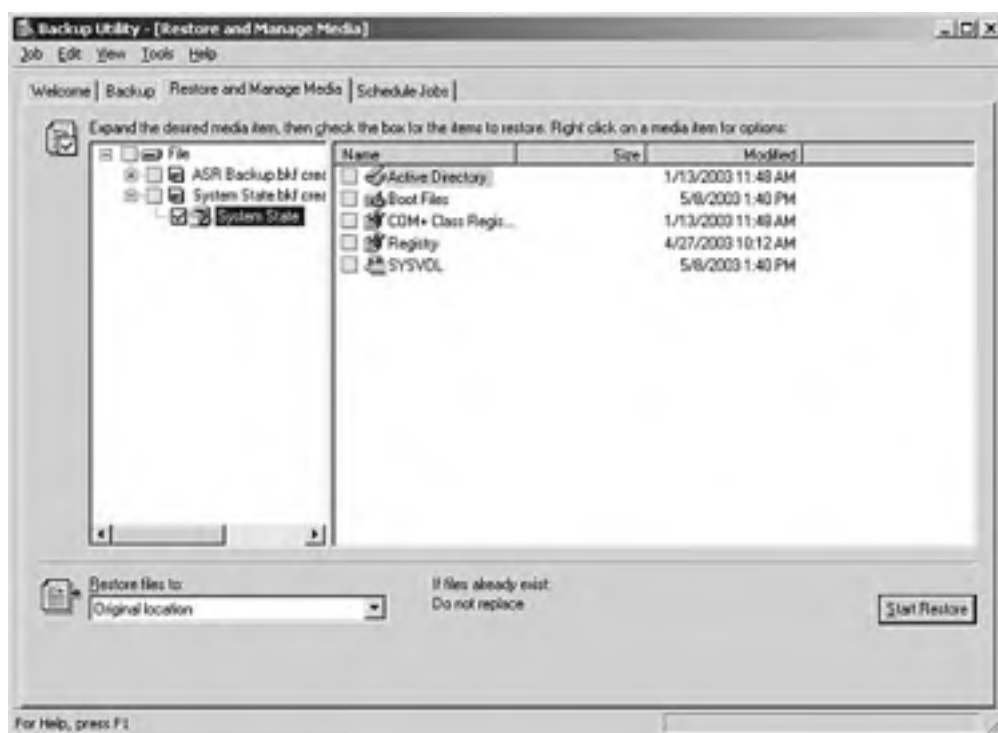 Backup Utility - [Restore and Manage Media]
Job Edit View Tools Help
Welcome Backup Restore and Manage Media Schedule Jobs
Expand the desired media item, then check the box for the items to restore. Right click on a media item for options:
File
ASR Backup.bkf crea
System State.bkf crea
System State
Name Size Modified
Active Directory 1/13/2003 11:48 AM
Boot Files 5/8/2003 1:40 PM
COM+ Class Regis... 1/13/2003 11:48 AM
Registry 4/27/2003 10:12 AM
SYSVOL 5/8/2003 1:40 PM
Restore files to:
Original location
If files already exist:
Do not replace
Start Restore
For Help, press F1